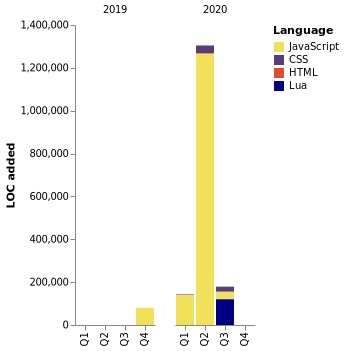 2019 2020
Language
JavaScript
CSS
HTML
Lua
LOC added
1,400,000
1,200,000
1,000,000
800,000
600,000
400,000
200,000
0
Q1 Q2 Q3 Q4 Q1 Q2 Q3 Q4